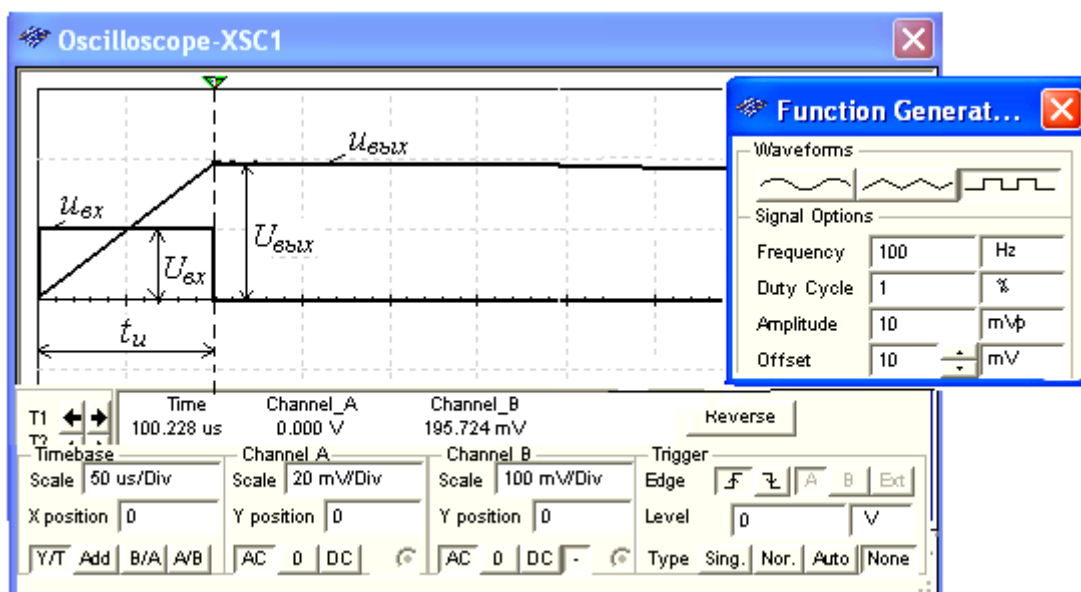 Oscilloscope-XSC1
Function Generat...
Waveforms
Signal Options
Frequency 100 Hz
Duty Cycle 1 %
Amplitude 10 mVp
Offset 10 mV
uвых
uвх
Uвх
Uвых
tи
Time Channel_A Channel_B
T1 100.228 us 0.000 V 195.724 mV
Reverse
Timebase Channel A Channel B Trigger
Scale 50 us/Div Scale 20 mV/Div Scale 100 mV/Div Edge A B Ext
X position 0 Y position 0 Y position 0 Level 0 V
Y/T Add B/A A/B AC 0 DC AC 0 DC - Type Sing. Nor. Auto None